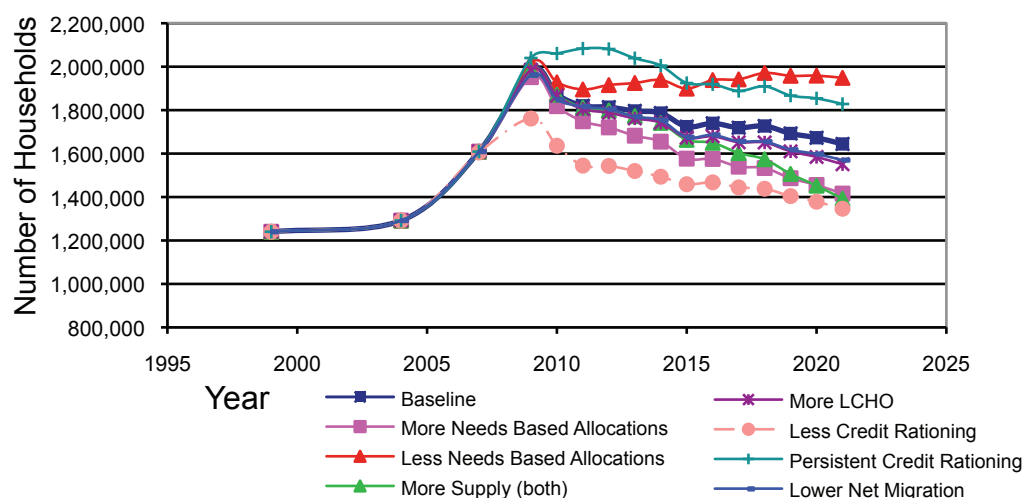 Number of Households
2,200,000
2,000,000
1,800,000
1,600,000
1,400,000
1,200,000
1,000,000
800,000
1995 2000 2005 2010 2015 2020 2025
Year
Baseline
More Needs Based Allocations
Less Needs Based Allocations
More Supply (both)
More LCHO
Less Credit Rationing
Persistent Credit Rationing
Lower Net Migration